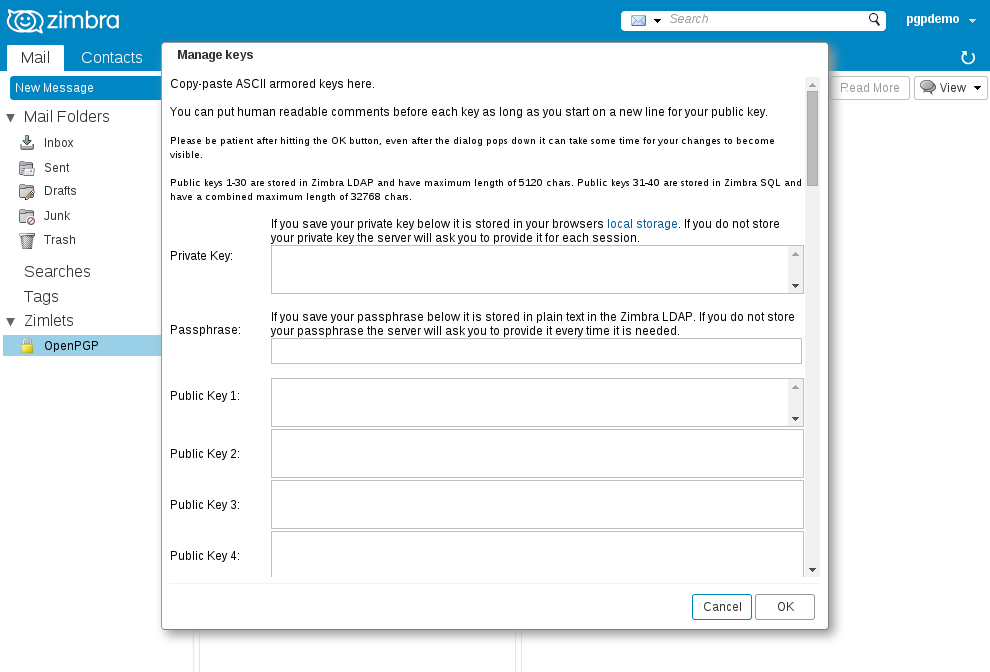 zimbra
Search
pgpdemo
Mail
Contacts
New Message
Read More
View
Mail Folders
Inbox
Sent
Drafts
Junk
Trash
Searches
Tags
Zimlets
OpenPGP
Manage keys
Copy-paste ASCII armored keys here.
You can put human readable comments before each key as long as you start on a new line for your public key.
Please be patient after hitting the OK button, even after the dialog pops down it can take some time for your changes to become
visible.
Public keys 1-30 are stored in Zimbra LDAP and have maximum length of 5120 chars. Public keys 31-40 are stored in Zimbra SQL and
have a combined maximum length of 32768 chars.
If you save your private key below it is stored in your browsers local storage. If you do not store
your private key the server will ask you to provide it for each session.
Private Key:
If you save your passphrase below it is stored in plain text in the Zimbra LDAP. If you do not store
your passphrase the server will ask you to provide it every time it is needed.
Passphrase:
Public Key 1:
Public Key 2:
Public Key 3:
Public Key 4:
Cancel
OK